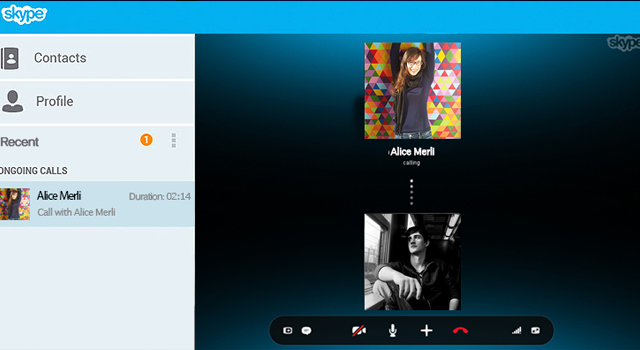 skype
Contacts
Profile
Recent
1
ONGOING CALLS
Alice Merli
Duration: 02:14
Call with Alice Merli
skype
Alice Merli
calling